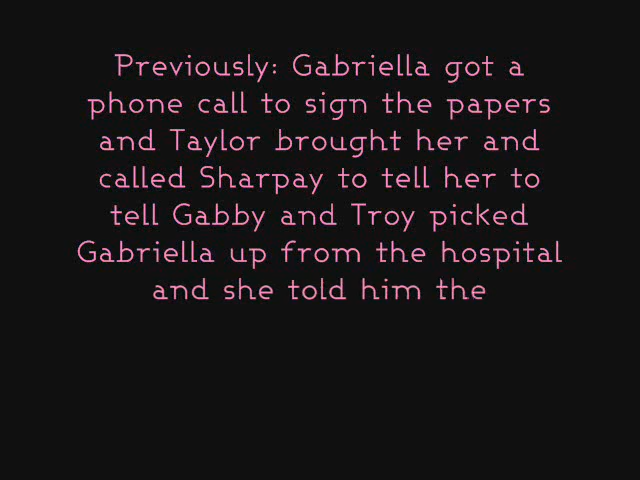 Previously: Gabriella got a
phone call to sign the papers
and Taylor brought her and
called Sharpay to tell her to
tell Gabby and Troy picked
Gabriella up from the hospital
and she told him the